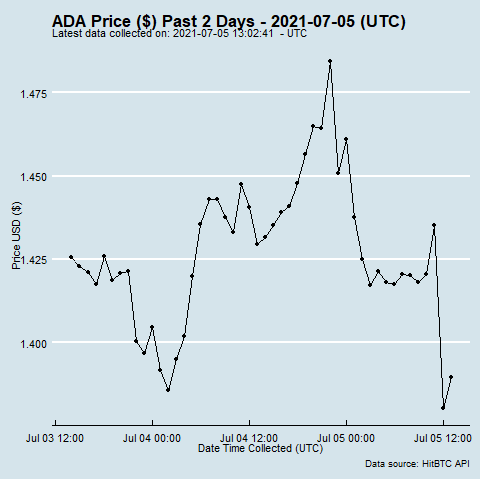 ADA Price ($) Past 2 Days - 2021-07-05 (UTC)
Latest data collected on: 2021-07-05 13:02:41 - UTC
1.475
1.450
1.425
1.400
Price USD ($)
Jul 03 12:00 Jul 04 00:00 Jul 04 12:00 Jul 05 00:00 Jul 05 12:00
Date Time Collected (UTC)
Data source: HitBTC API